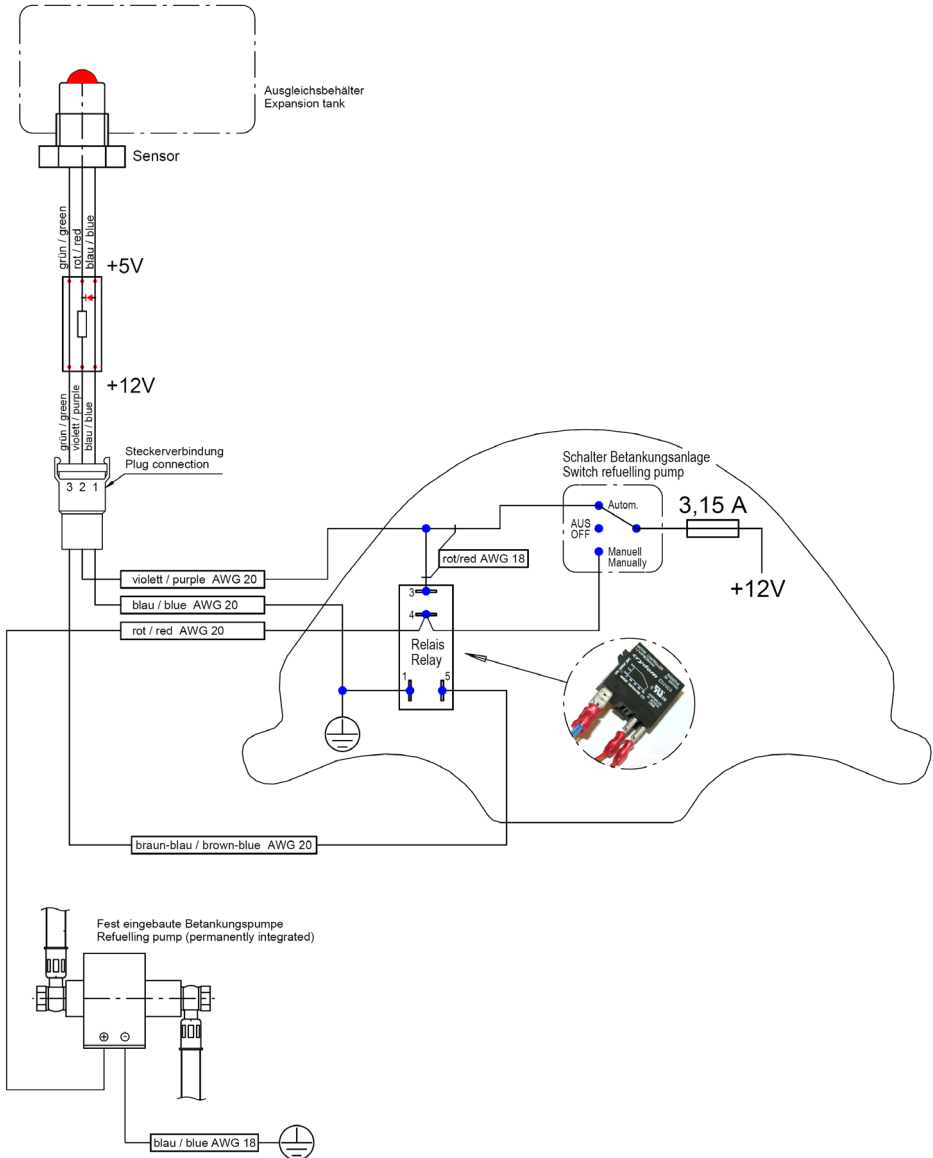 Ausgleichsbehälter
Expansion tank
Sensor
grün / green
rot / red
blau / blue
+5V
+12V
grün / green
violett / purple
blau / blue
Steckerverbindung
Plug connection
3 2 1
Schalter Betankungsanlage
Switch refuelling pump
Autom.
AUS
OFF
Manuell
Manually
3,15 A
+12V
rot/red AWG 18
violett / purple AWG 20
blau / blue AWG 20
rot / red AWG 20
3
4
Relais
Relay
1
5
braun-blau / brown-blue AWG 20
Fest eingebaute Betankungspumpe
Refuelling pump (permanently integrated)
+ -
blau / blue AWG 18